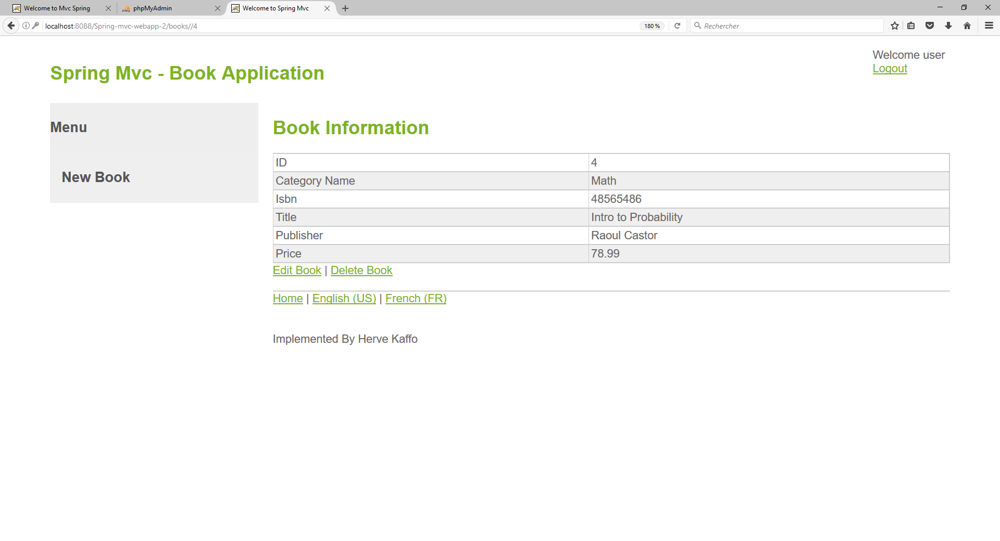 Welcome to Mvc Spring
phpMyAdmin
Welcome to Spring Mvc
localhost:8088/Spring-mvc-webapp-2/books//4
180%
Rechercher
Welcome user
Logout
Spring Mvc - Book Application
Menu
New Book
Book Information
ID 4
Category Name Math
Isbn 48565486
Title Intro to Probability
Publisher Raoul Castor
Price 78.99
Edit Book | Delete Book
Home | English (US) | French (FR)
Implemented By Herve Kaffo